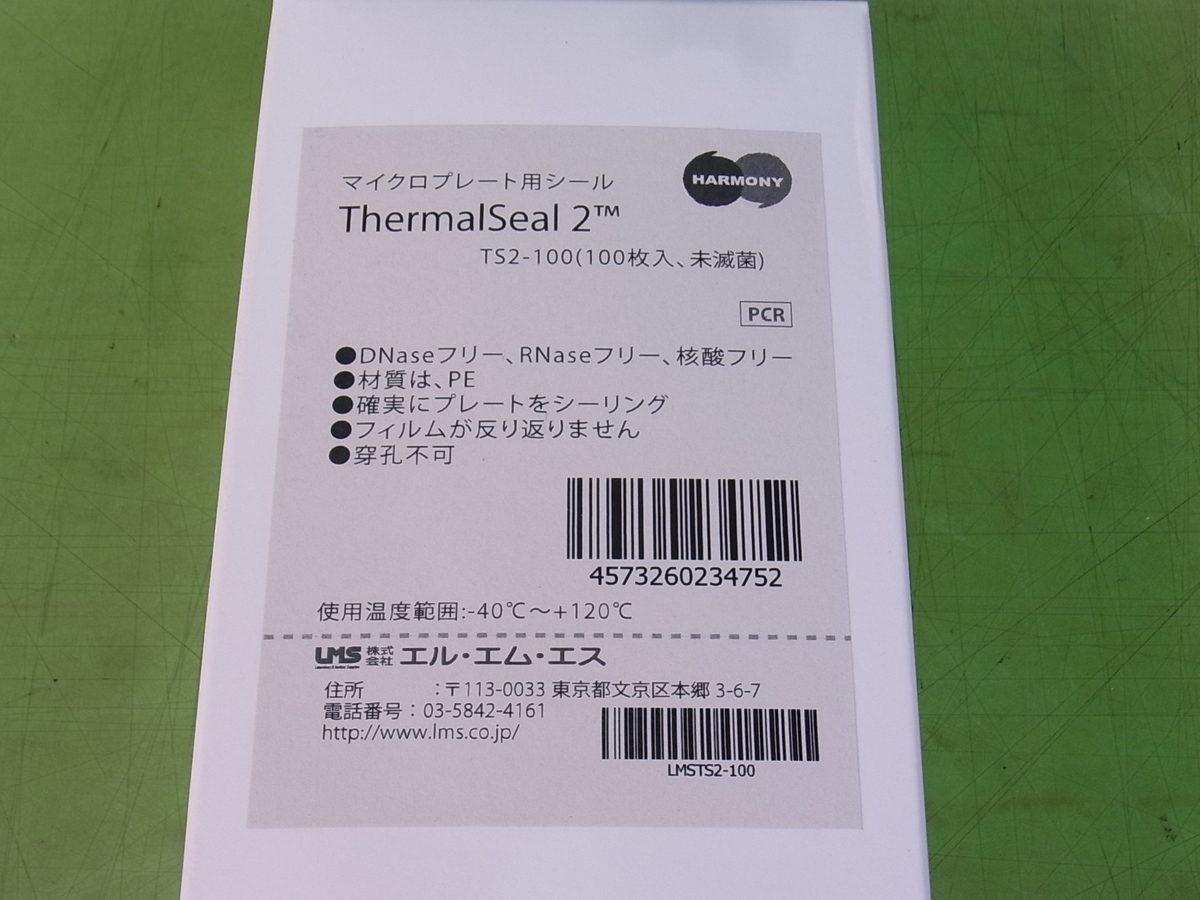 HARMONY
マイクロプレート用シール
ThermalSeal 2™
TS2-100(100枚入、未滅菌)
PCR
●DNaseフリー、RNaseフリー、核酸フリー
●材質は、PE
●確実にプレートをシーリング
●フィルムが反り返りません
●穿孔不可
4573260234752
使用温度範囲:-40℃～+120℃
LMS 株式会社 エル・エム・エス
住所 :〒113-0033 東京都文京区本郷 3-6-7
電話番号 : 03-5842-4161
http://www.lms.co.jp/
LMSTS2-100